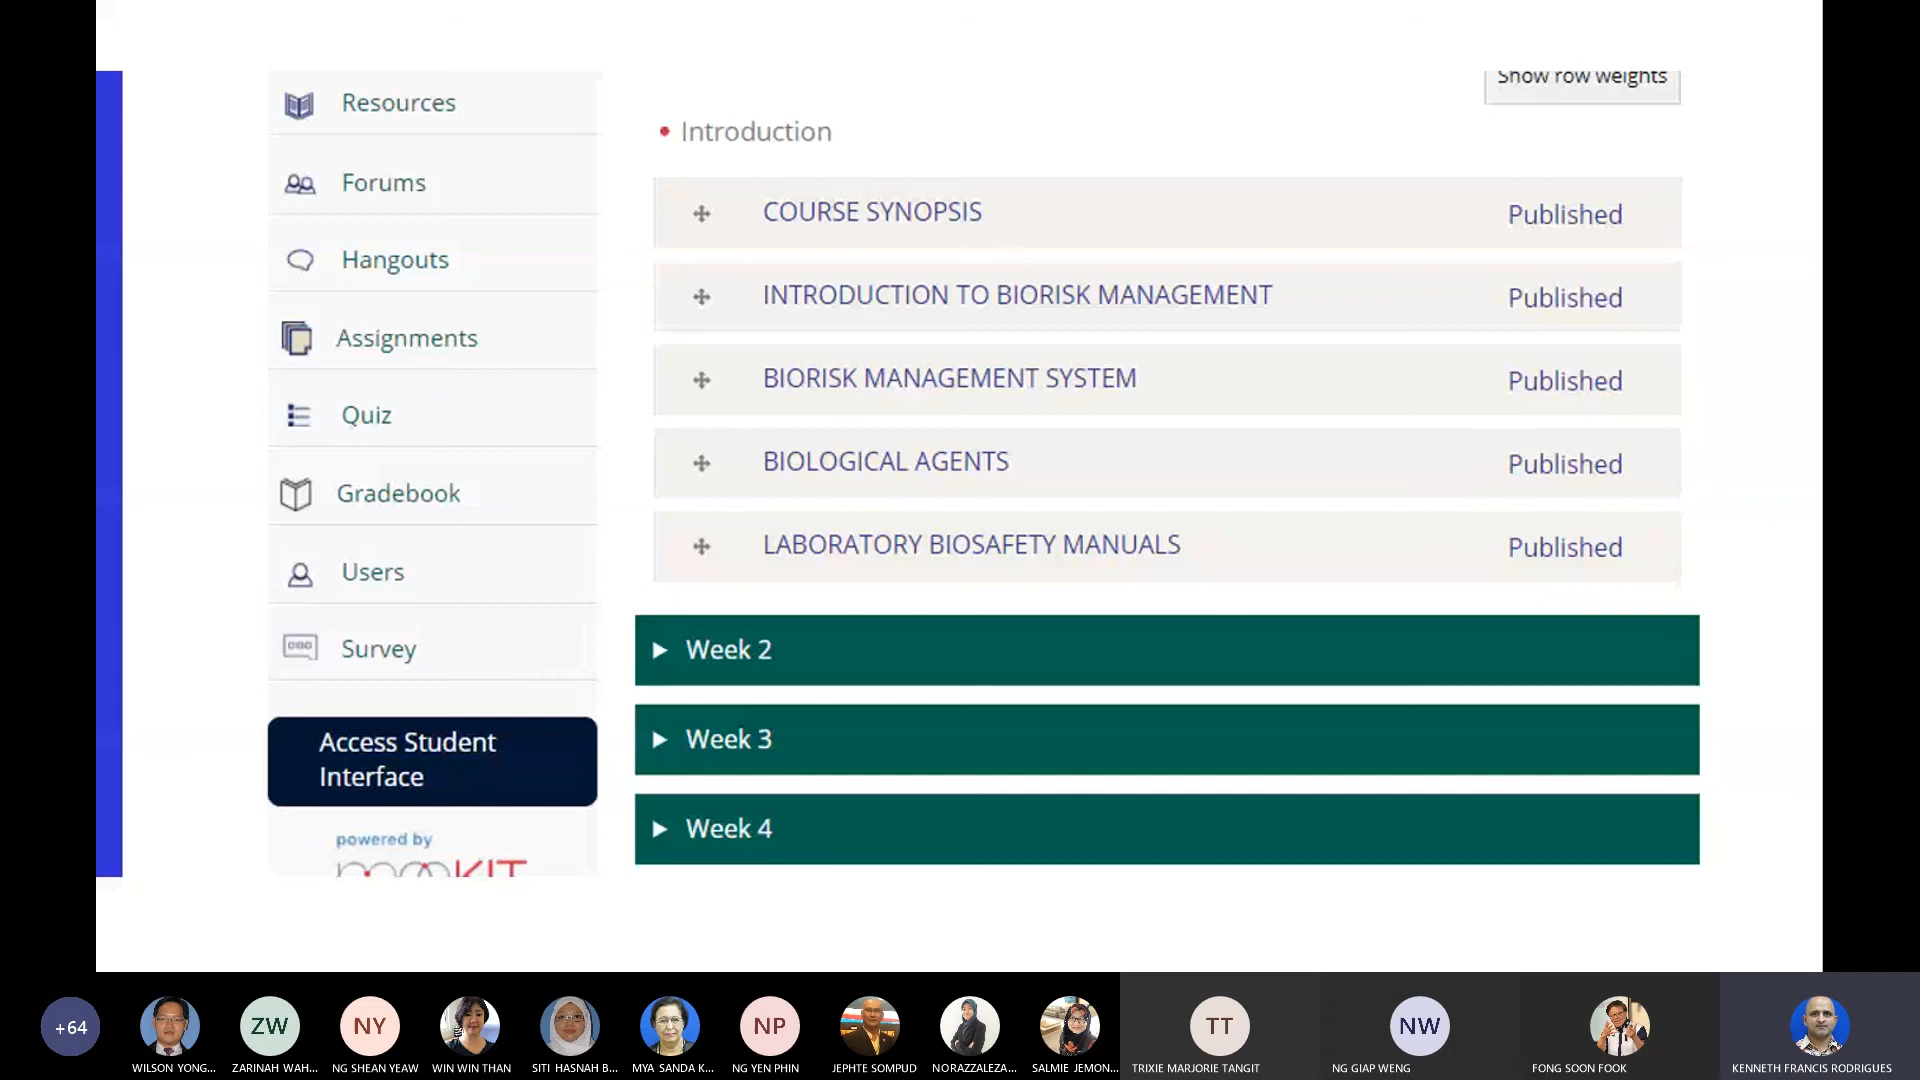 Show row weights
Resources
Introduction
Forums
COURSE SYNOPSIS Published
Hangouts
INTRODUCTION TO BIORISK MANAGEMENT Published
Assignments
BIORISK MANAGEMENT SYSTEM Published
Quiz
BIOLOGICAL AGENTS Published
Gradebook
LABORATORY BIOSAFETY MANUALS Published
Users
Survey
Week 2
Access Student
Interface
Week 3
Week 4
powered by
mooKIT
+64
ZW
NY
NP
TT
NW
WILSON YONG...
ZARINAH WAH...
NG SHEAN YEAW
WIN WIN THAN
SITI HASNAH B...
MYA SANDA K...
NG YEN PHIN
JEPHTE SOMPUD
NORAZZALEZA...
SALMIE JEMON...
TRIXIE MARJORIE TANGIT
NG GIAP WENG
FONG SOON FOOK
KENNETH FRANCIS RODRIGUES